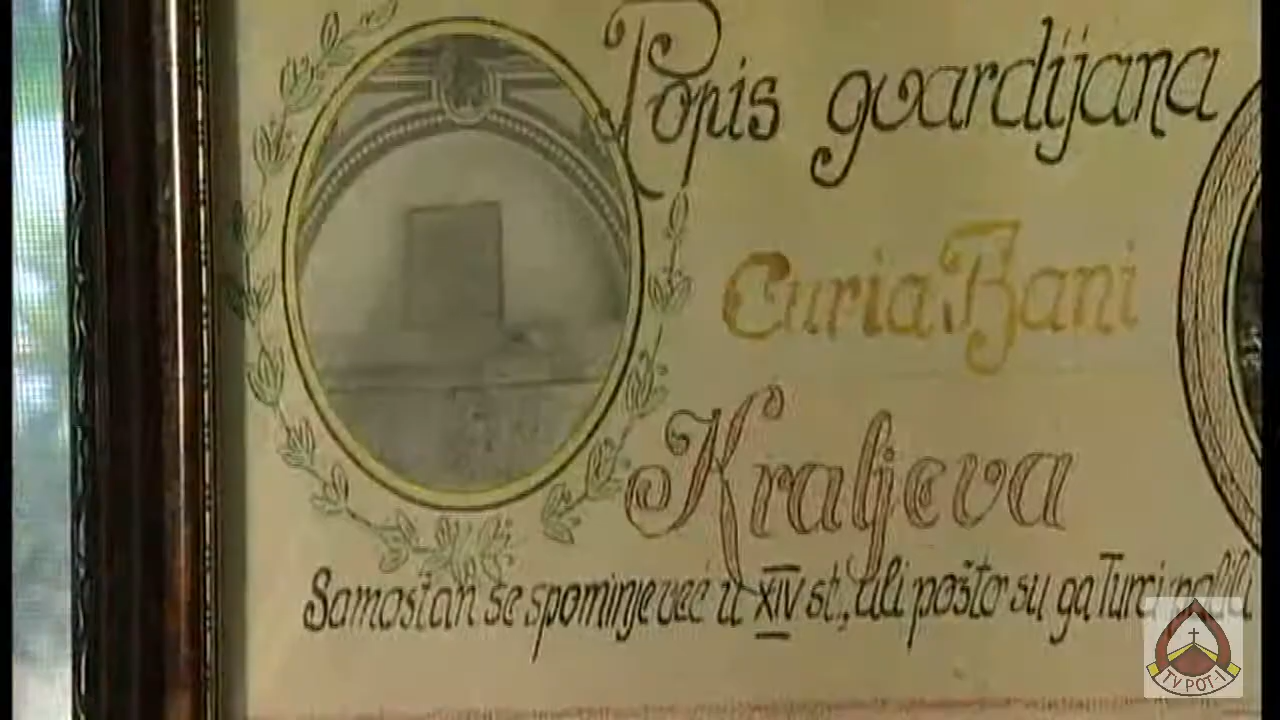 Popis gvardijana
Curia Bani
Kraljeva
Samostan se spominje već u XIV st., ali pošto su ga Turci palili
TV POT-1